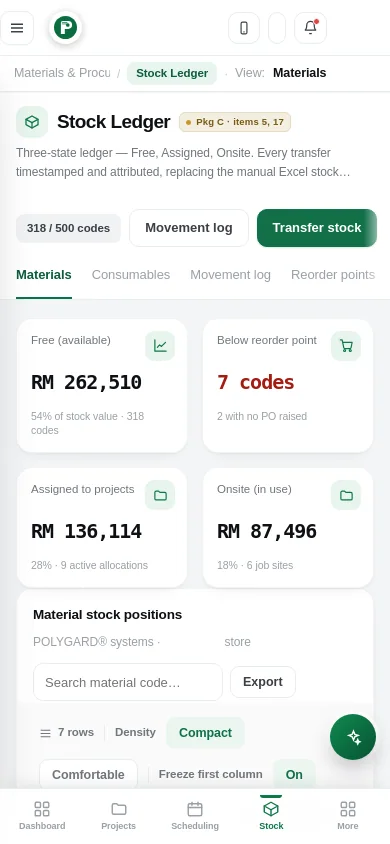 Materials & Procu / Stock Ledger · View: Materials
Stock Ledger
Pkg C · items 5, 17
Three-state ledger — Free, Assigned, Onsite. Every transfer
timestamped and attributed, replacing the manual Excel stock…
318 / 500 codes
Movement log
Transfer stock
Materials
Consumables
Movement log
Reorder points
Free (available)
RM 262,510
54% of stock value · 318
codes
Below reorder point
7 codes
2 with no PO raised
Assigned to projects
RM 136,114
28% · 9 active allocations
Onsite (in use)
RM 87,496
18% · 6 job sites
Material stock positions
POLYGARD® systems · store
Search material code…
Export
7 rows
Density
Compact
Comfortable
Freeze first column
On
Dashboard
Projects
Scheduling
Stock
More